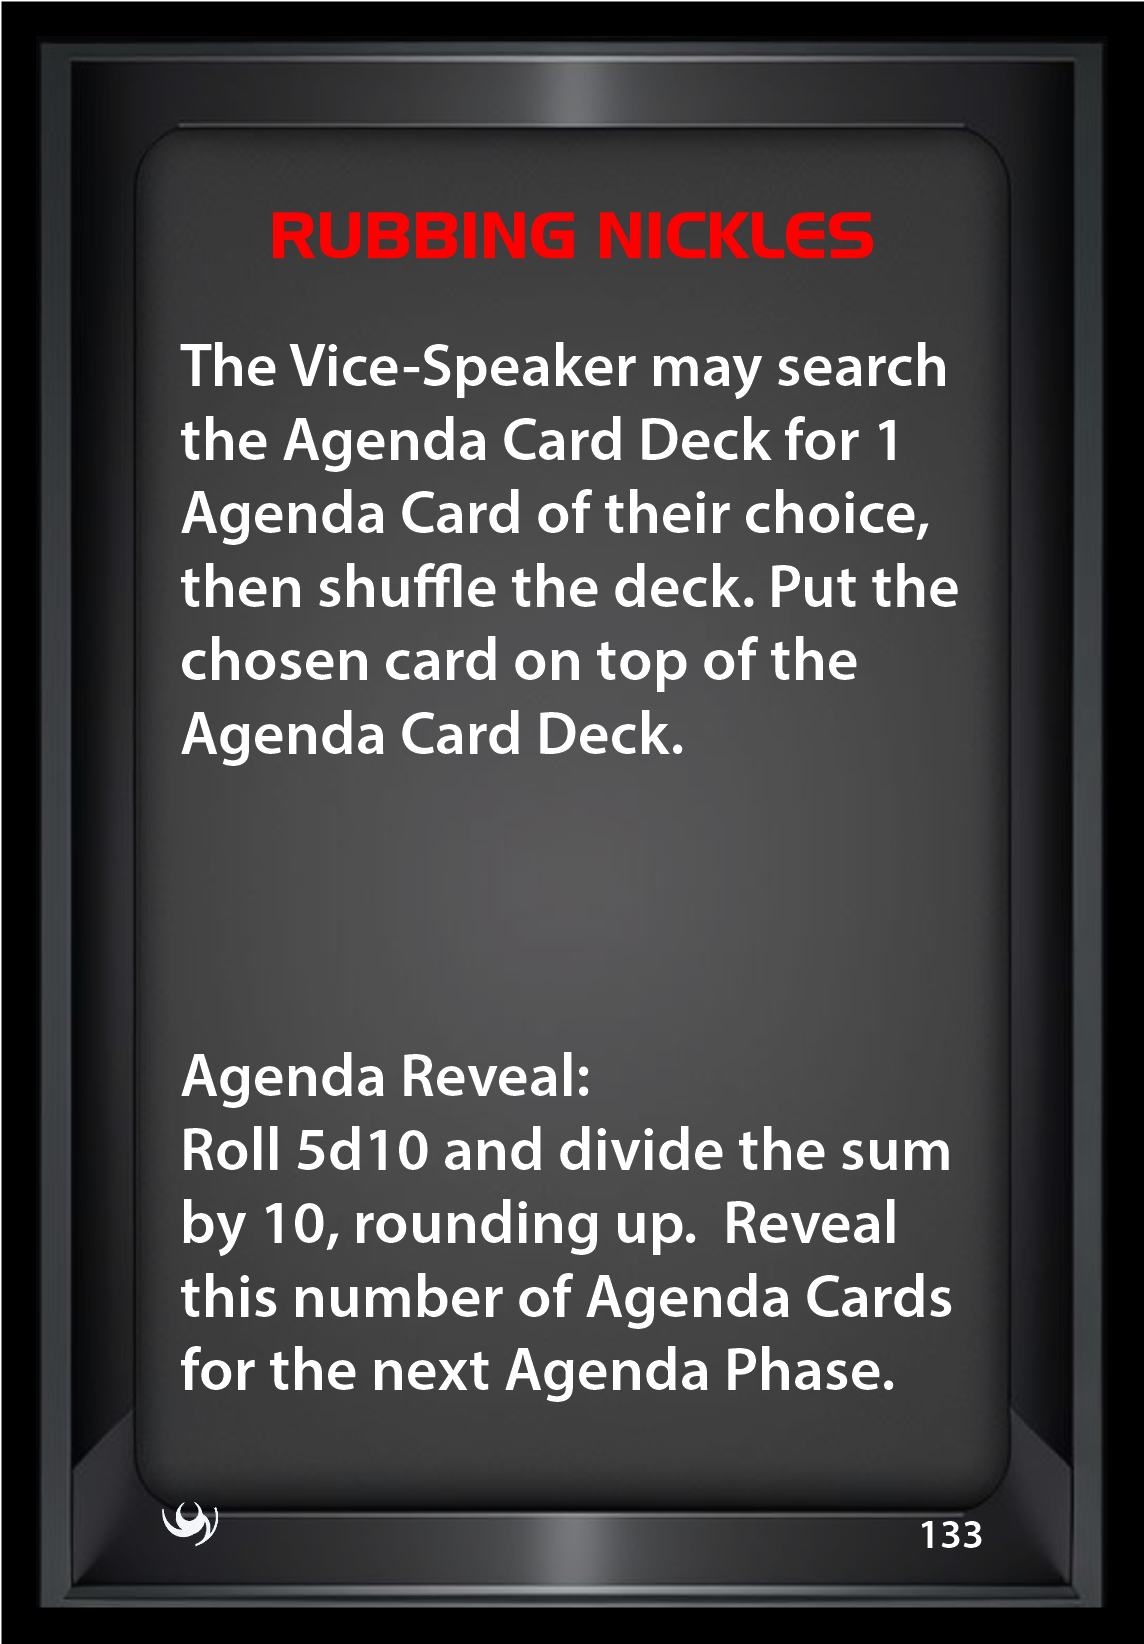 RUBBING NICKLES
The Vice-Speaker may search
the Agenda Card Deck for 1
Agenda Card of their choice,
then shuffle the deck. Put the
chosen card on top of the
Agenda Card Deck.
Agenda Reveal:
Roll 5d10 and divide the sum
by 10, rounding up.  Reveal
this number of Agenda Cards
for the next Agenda Phase.
133